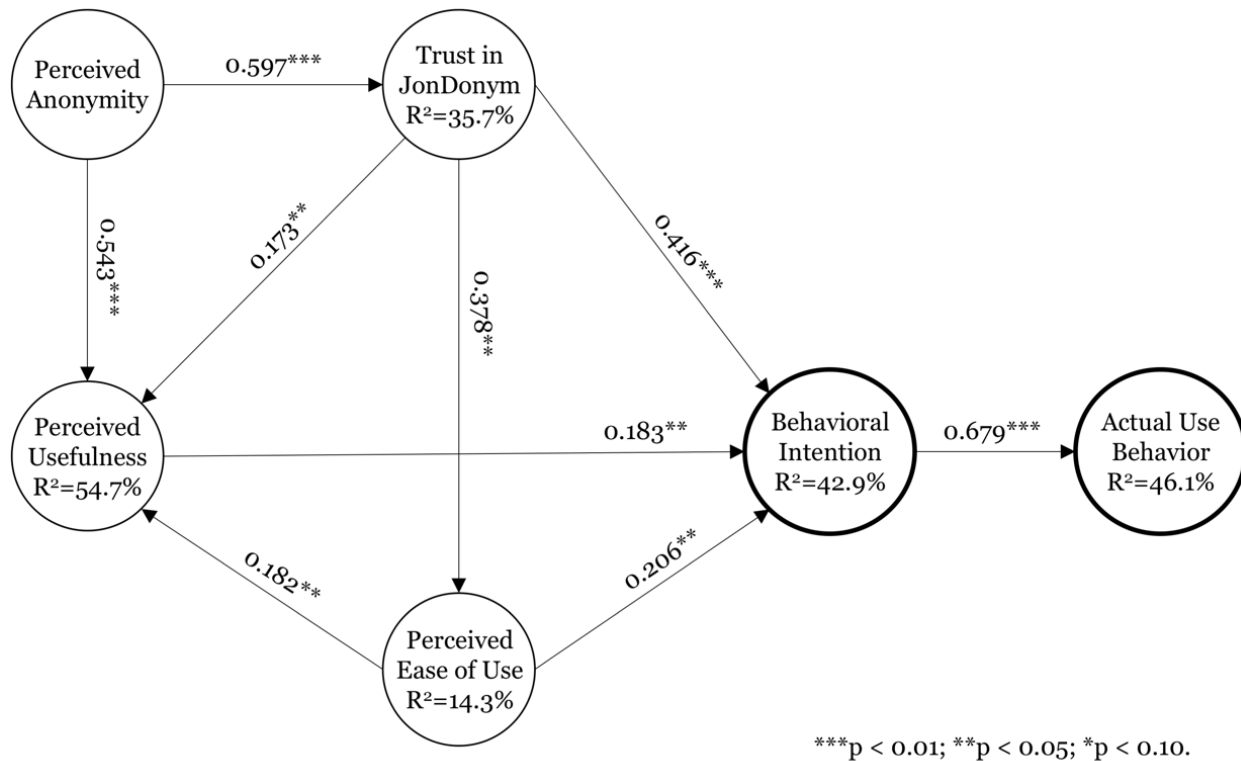 Perceived
Anonymity
0.597***
Trust in
JonDonym
R²=35.7%
0.543***
0.173**
0.378**
0.416***
Perceived
Usefulness
R²=54.7%
0.183**
Behavioral
Intention
R²=42.9%
0.679***
Actual Use
Behavior
R²=46.1%
0.182**
0.206**
Perceived
Ease of Use
R²=14.3%
***p < 0.01; **p < 0.05; *p < 0.10.